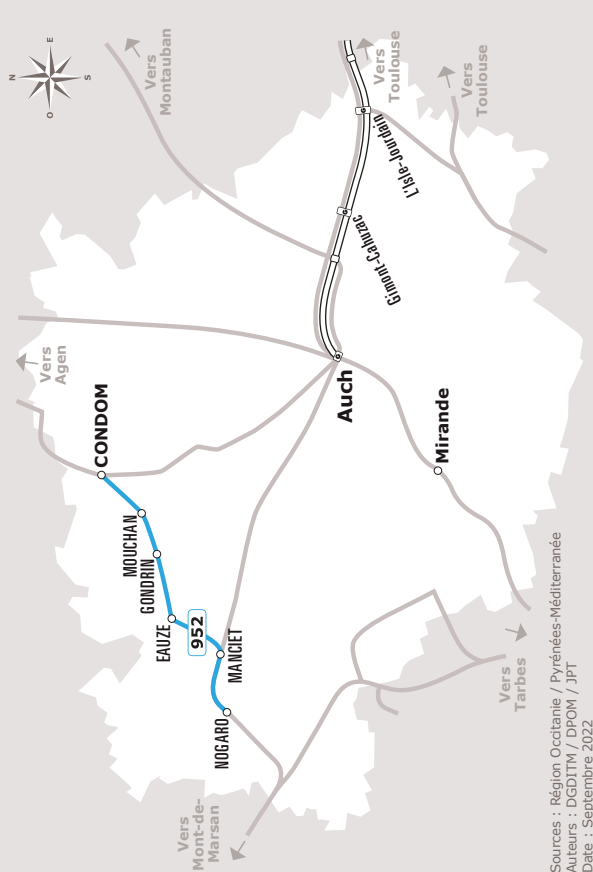 N
E
S
O
Vers
Montauban
Vers
Toulouse
Vers
Toulouse
L'Isle-Jourdain
Gimont-Cahuzac
Vers
Agen
CONDOM
Auch
Mirande
MOUCHAN
GONDRIN
EAUZE
952
MANCIET
NOGARO
Vers
Mont-de-
Marsan
Vers
Tarbes
Sources : Région Occitanie / Pyrénées-Méditerranée
Auteurs : DGDITM / DPOM / JPT
Date : Septembre 2022